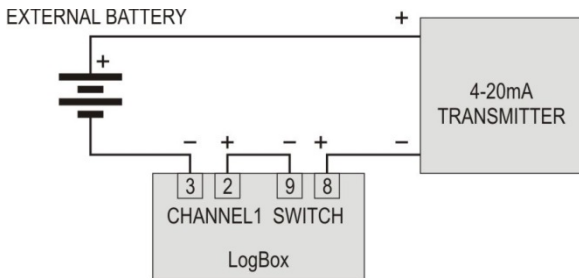 EXTERNAL BATTERY
+
+
4-20mA
TRANSMITTER
− + − + −
3 2 9 8
CHANNEL1 SWITCH
LogBox